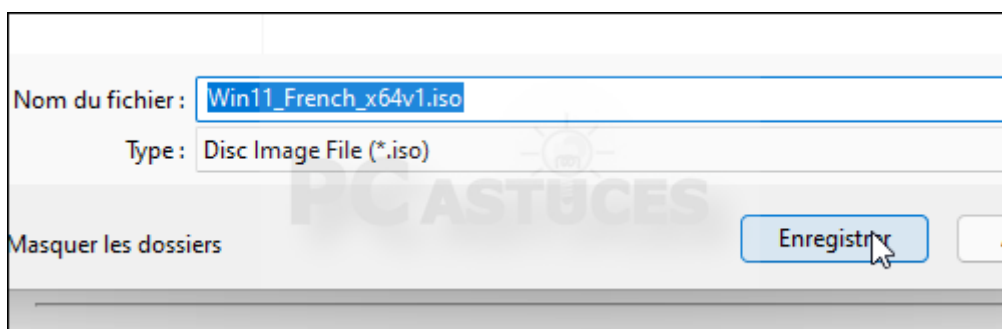 Nom du fichier : Win11_French_x64v1.iso
Type : Disc Image File (*.iso)
PC ASTUCES
Masquer les dossiers Enregistrer